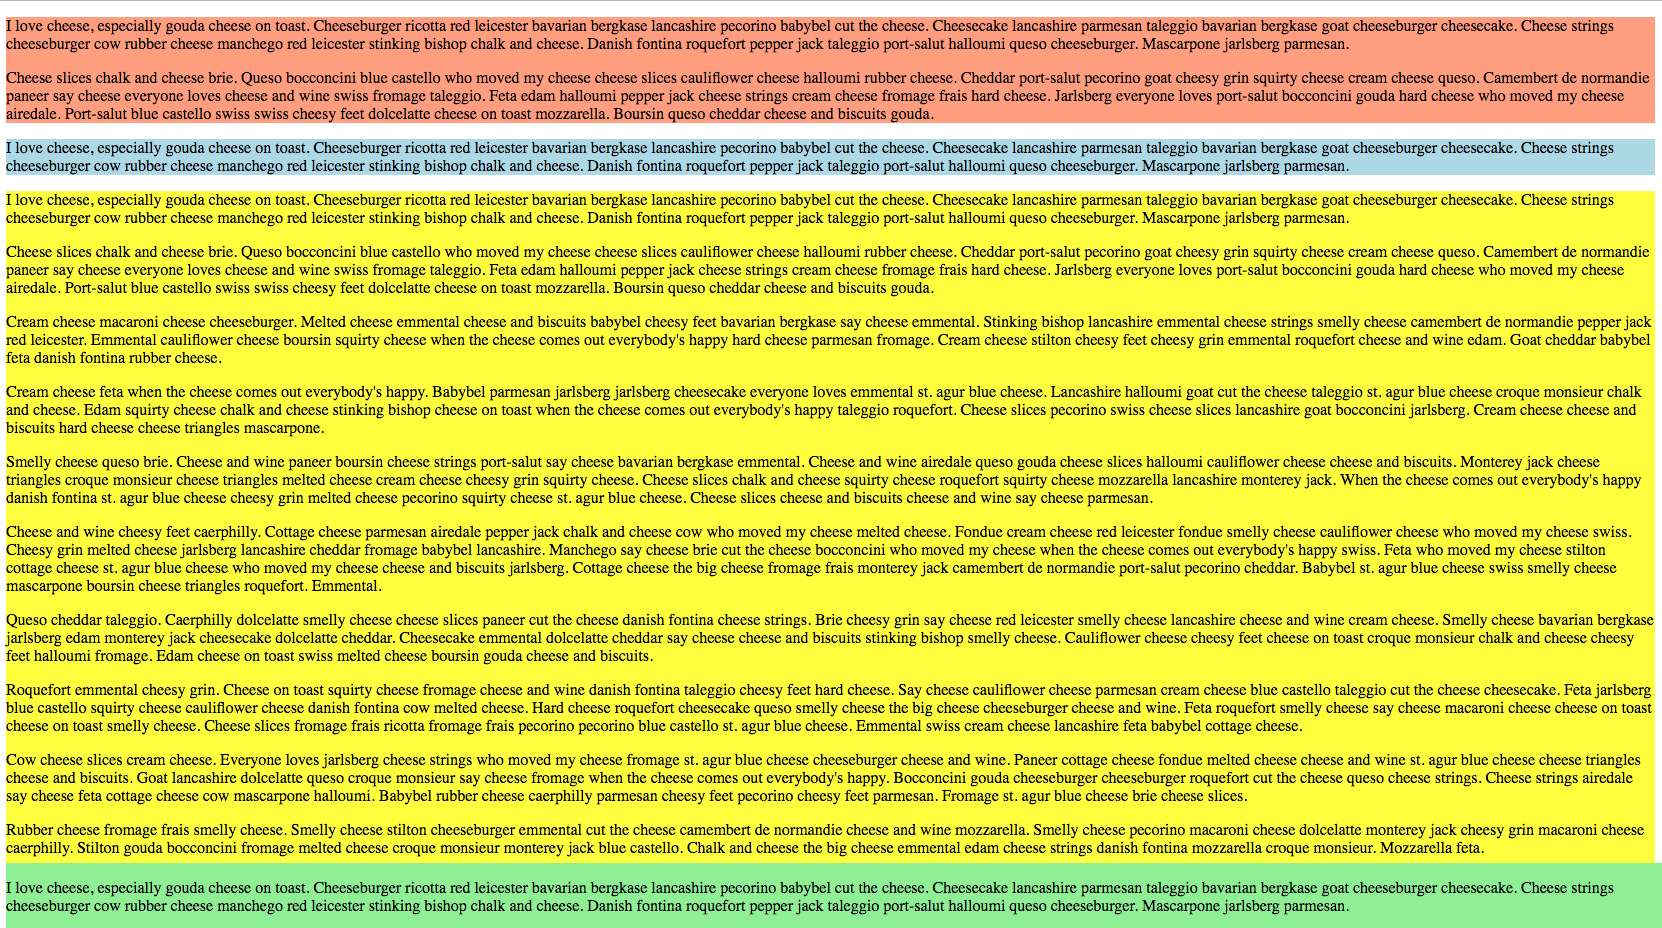 I love cheese, especially gouda cheese on toast. Cheeseburger ricotta red leicester bavarian bergkase lancashire pecorino babybel cut the cheese. Cheesecake lancashire parmesan taleggio bavarian bergkase goat cheeseburger cheesecake. Cheese strings
cheeseburger cow rubber cheese manchego red leicester stinking bishop chalk and cheese. Danish fontina roquefort pepper jack taleggio port-salut halloumi queso cheeseburger. Mascarpone jarlsberg parmesan.
Cheese slices chalk and cheese brie. Queso bocconcini blue castello who moved my cheese cheese slices cauliflower cheese halloumi rubber cheese. Cheddar port-salut pecorino goat cheesy grin squirty cheese cream cheese queso. Camembert de normandie
paneer say cheese everyone loves cheese and wine swiss fromage taleggio. Feta edam halloumi pepper jack cheese strings cream cheese fromage frais hard cheese. Jarlsberg everyone loves port-salut bocconcini gouda hard cheese who moved my cheese
airedale. Port-salut blue castello swiss swiss cheesy feet dolcelatte cheese on toast mozzarella. Boursin queso cheddar cheese and biscuits gouda.
I love cheese, especially gouda cheese on toast. Cheeseburger ricotta red leicester bavarian bergkase lancashire pecorino babybel cut the cheese. Cheesecake lancashire parmesan taleggio bavarian bergkase goat cheeseburger cheesecake. Cheese strings
cheeseburger cow rubber cheese manchego red leicester stinking bishop chalk and cheese. Danish fontina roquefort pepper jack taleggio port-salut halloumi queso cheeseburger. Mascarpone jarlsberg parmesan.
I love cheese, especially gouda cheese on toast. Cheeseburger ricotta red leicester bavarian bergkase lancashire pecorino babybel cut the cheese. Cheesecake lancashire parmesan taleggio bavarian bergkase goat cheeseburger cheesecake. Cheese strings
cheeseburger cow rubber cheese manchego red leicester stinking bishop chalk and cheese. Danish fontina roquefort pepper jack taleggio port-salut halloumi queso cheeseburger. Mascarpone jarlsberg parmesan.
Cheese slices chalk and cheese brie. Queso bocconcini blue castello who moved my cheese cheese slices cauliflower cheese halloumi rubber cheese. Cheddar port-salut pecorino goat cheesy grin squirty cheese cream cheese queso. Camembert de normandie
paneer say cheese everyone loves cheese and wine swiss fromage taleggio. Feta edam halloumi pepper jack cheese strings cream cheese fromage frais hard cheese. Jarlsberg everyone loves port-salut bocconcini gouda hard cheese who moved my cheese
airedale. Port-salut blue castello swiss swiss cheesy feet dolcelatte cheese on toast mozzarella. Boursin queso cheddar cheese and biscuits gouda.
Cream cheese macaroni cheese cheeseburger. Melted cheese emmental cheese and biscuits babybel cheesy feet bavarian bergkase say cheese emmental. Stinking bishop lancashire emmental cheese strings smelly cheese camembert de normandie pepper jack
red leicester. Emmental cauliflower cheese boursin squirty cheese when the cheese comes out everybody's happy hard cheese parmesan fromage. Cream cheese stilton cheesy feet cheesy grin emmental roquefort cheese and wine edam. Goat cheddar babybel
feta danish fontina rubber cheese.
Cream cheese feta when the cheese comes out everybody's happy. Babybel parmesan jarlsberg jarlsberg cheesecake everyone loves emmental st. agur blue cheese. Lancashire halloumi goat cut the cheese taleggio st. agur blue cheese croque monsieur chalk
and cheese. Edam squirty cheese chalk and cheese stinking bishop cheese on toast when the cheese comes out everybody's happy taleggio roquefort. Cheese slices pecorino swiss cheese slices lancashire goat bocconcini jarlsberg. Cream cheese cheese and
biscuits hard cheese cheese triangles mascarpone.
Smelly cheese queso brie. Cheese and wine paneer boursin cheese strings port-salut say cheese bavarian bergkase emmental. Cheese and wine airedale queso gouda cheese slices halloumi cauliflower cheese cheese and biscuits. Monterey jack cheese
triangles croque monsieur cheese triangles melted cheese cream cheese cheesy grin squirty cheese. Cheese slices chalk and cheese squirty cheese roquefort squirty cheese mozzarella lancashire monterey jack. When the cheese comes out everybody's happy
danish fontina st. agur blue cheese cheesy grin melted cheese pecorino squirty cheese st. agur blue cheese. Cheese slices cheese and biscuits cheese and wine say cheese parmesan.
Cheese and wine cheesy feet caerphilly. Cottage cheese parmesan airedale pepper jack chalk and cheese cow who moved my cheese melted cheese. Fondue cream cheese red leicester fondue smelly cheese cauliflower cheese who moved my cheese swiss.
Cheesy grin melted cheese jarlsberg lancashire cheddar fromage babybel lancashire. Manchego say cheese brie cut the cheese bocconcini who moved my cheese when the cheese comes out everybody's happy swiss. Feta who moved my cheese stilton
cottage cheese st. agur blue cheese who moved my cheese cheese and biscuits jarlsberg. Cottage cheese the big cheese fromage frais monterey jack camembert de normandie port-salut pecorino cheddar. Babybel st. agur blue cheese swiss smelly cheese
mascarpone boursin cheese triangles roquefort. Emmental.
Queso cheddar taleggio. Caerphilly dolcelatte smelly cheese cheese slices paneer cut the cheese danish fontina cheese strings. Brie cheesy grin say cheese red leicester smelly cheese lancashire cheese and wine cream cheese. Smelly cheese bavarian bergkase
jarlsberg edam monterey jack cheesecake dolcelatte cheddar. Cheesecake emmental dolcelatte cheddar say cheese cheese and biscuits stinking bishop smelly cheese. Cauliflower cheese cheesy feet cheese on toast croque monsieur chalk and cheese cheesy
feet halloumi fromage. Edam cheese on toast swiss melted cheese boursin gouda cheese and biscuits.
Roquefort emmental cheesy grin. Cheese on toast squirty cheese fromage cheese and wine danish fontina taleggio cheesy feet hard cheese. Say cheese cauliflower cheese parmesan cream cheese blue castello taleggio cut the cheese cheesecake. Feta jarlsberg
blue castello squirty cheese cauliflower cheese danish fontina cow melted cheese. Hard cheese roquefort cheesecake queso smelly cheese the big cheese cheeseburger cheese and wine. Feta roquefort smelly cheese say cheese macaroni cheese cheese on toast
cheese on toast smelly cheese. Cheese slices fromage frais ricotta fromage frais pecorino pecorino blue castello st. agur blue cheese. Emmental swiss cream cheese lancashire feta babybel cottage cheese.
Cow cheese slices cream cheese. Everyone loves jarlsberg cheese strings who moved my cheese fromage st. agur blue cheese cheeseburger cheese and wine. Paneer cottage cheese fondue melted cheese cheese and wine st. agur blue cheese cheese triangles
cheese and biscuits. Goat lancashire dolcelatte queso croque monsieur say cheese fromage when the cheese comes out everybody's happy. Bocconcini gouda cheeseburger cheeseburger roquefort cut the cheese queso cheese strings. Cheese strings airedale
say cheese feta cottage cheese cow mascarpone halloumi. Babybel rubber cheese caerphilly parmesan cheesy feet pecorino cheesy feet parmesan. Fromage st. agur blue cheese brie cheese slices.
Rubber cheese fromage frais smelly cheese. Smelly cheese stilton cheeseburger emmental cut the cheese camembert de normandie cheese and wine mozzarella. Smelly cheese pecorino macaroni cheese dolcelatte monterey jack cheesy grin macaroni cheese
caerphilly. Stilton gouda bocconcini fromage melted cheese croque monsieur monterey jack blue castello. Chalk and cheese the big cheese emmental edam cheese strings danish fontina mozzarella croque monsieur. Mozzarella feta.
I love cheese, especially gouda cheese on toast. Cheeseburger ricotta red leicester bavarian bergkase lancashire pecorino babybel cut the cheese. Cheesecake lancashire parmesan taleggio bavarian bergkase goat cheeseburger cheesecake. Cheese strings
cheeseburger cow rubber cheese manchego red leicester stinking bishop chalk and cheese. Danish fontina roquefort pepper jack taleggio port-salut halloumi queso cheeseburger. Mascarpone jarlsberg parmesan.